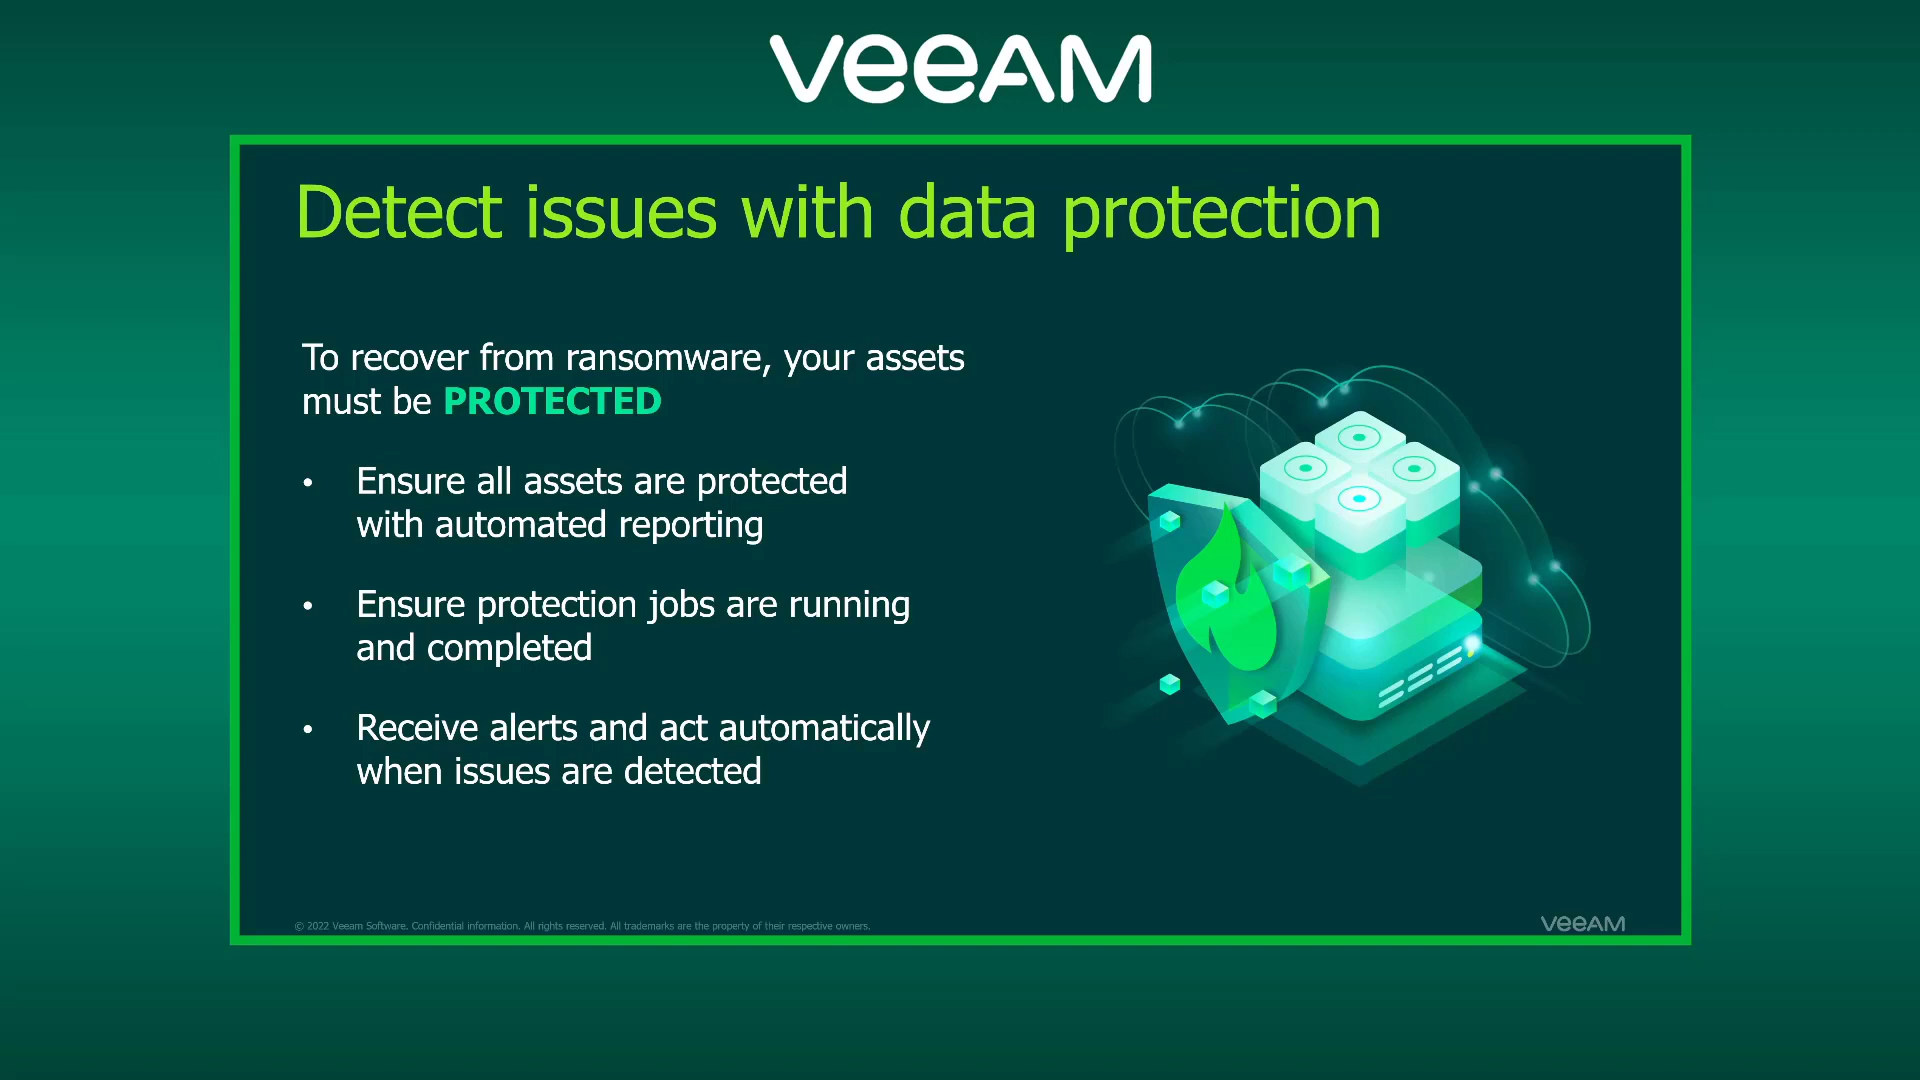 veeAM
Detect issues with data protection
To recover from ransomware, your assets
must be PROTECTED
• Ensure all assets are protected
with automated reporting
• Ensure protection jobs are running
and completed
• Receive alerts and act automatically
when issues are detected
© 2022 Veeam Software. Confidential information. All rights reserved. All trademarks are the property of their respective owners.
veeAM